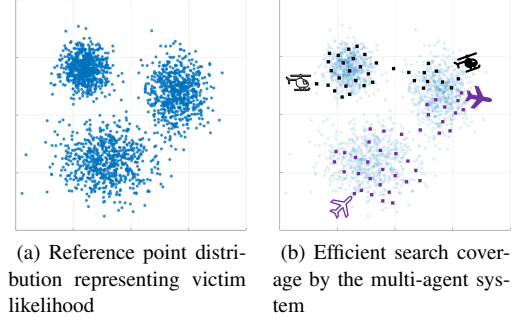 (a) Reference point distri-
bution representing victim
likelihood
(b) Efficient search cover-
age by the multi-agent sys-
tem